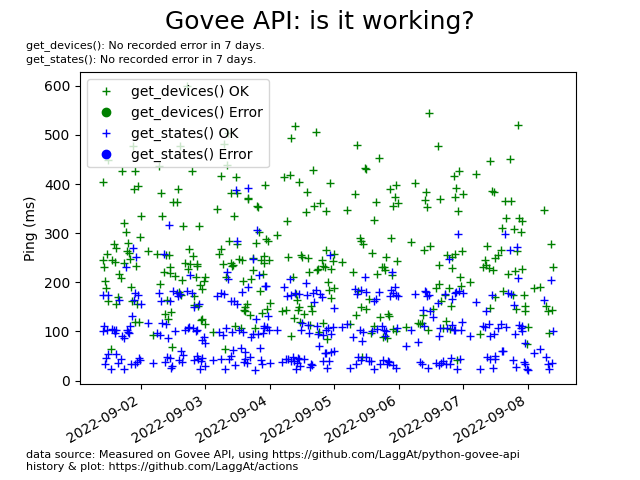 Govee API: is it working?
get_devices(): No recorded error in 7 days.
get_states(): No recorded error in 7 days.
get_devices() OK
get_devices() Error
get_states() OK
get_states() Error
Ping (ms)
600
500
400
300
200
100
0
2022-09-02
2022-09-03
2022-09-04
2022-09-05
2022-09-06
2022-09-07
2022-09-08
data source: Measured on Govee API, using https://github.com/LaggAt/python-govee-api
history & plot: https://github.com/LaggAt/actions